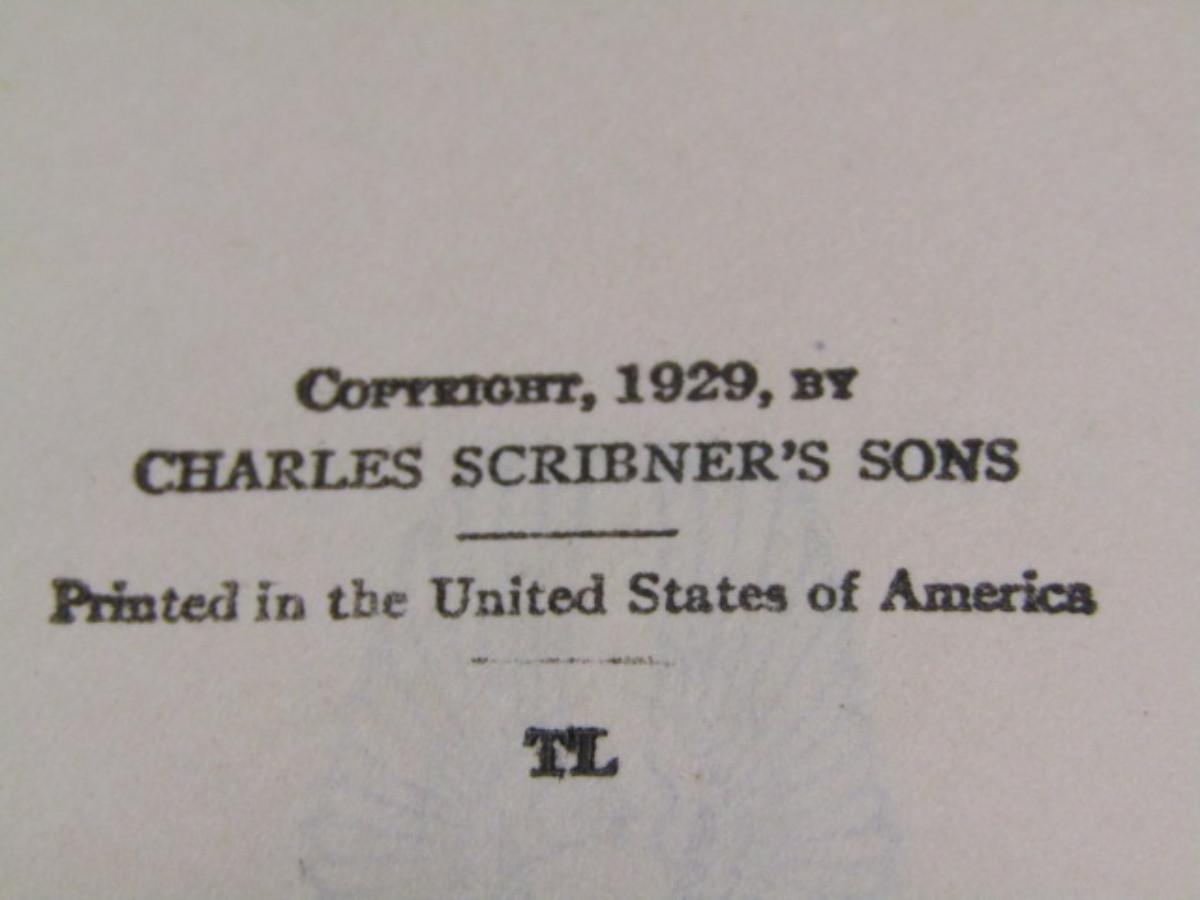 COPYRIGHT, 1929, BY
CHARLES SCRIBNER'S SONS
Printed in the United States of America
TL